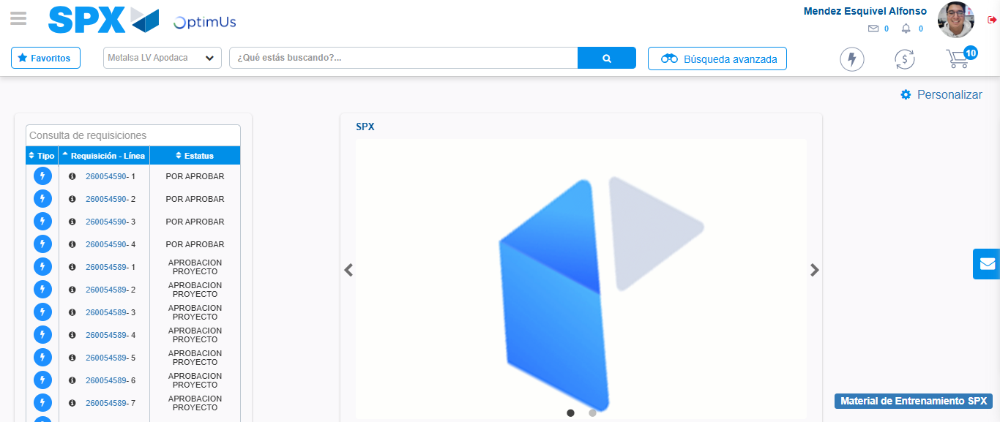 SPX
OptimUs
Mendez Esquivel Alfonso
0 0
Favoritos
Metalsa LV Apodaca
¿Qué estás buscando?...
Búsqueda avanzada
$
10
Personalizar
Consulta de requisiciones
Tipo Requisición - Línea Estatus
260054590- 1 POR APROBAR
260054590- 2 POR APROBAR
260054590- 3 POR APROBAR
260054590- 4 POR APROBAR
260054589- 1 APROBACION
PROYECTO
260054589- 2 APROBACION
PROYECTO
260054589- 3 APROBACION
PROYECTO
260054589- 4 APROBACION
PROYECTO
260054589- 5 APROBACION
PROYECTO
260054589- 6 APROBACION
PROYECTO
260054589- 7 APROBACION
PROYECTO
SPX
Material de Entrenamiento SPX